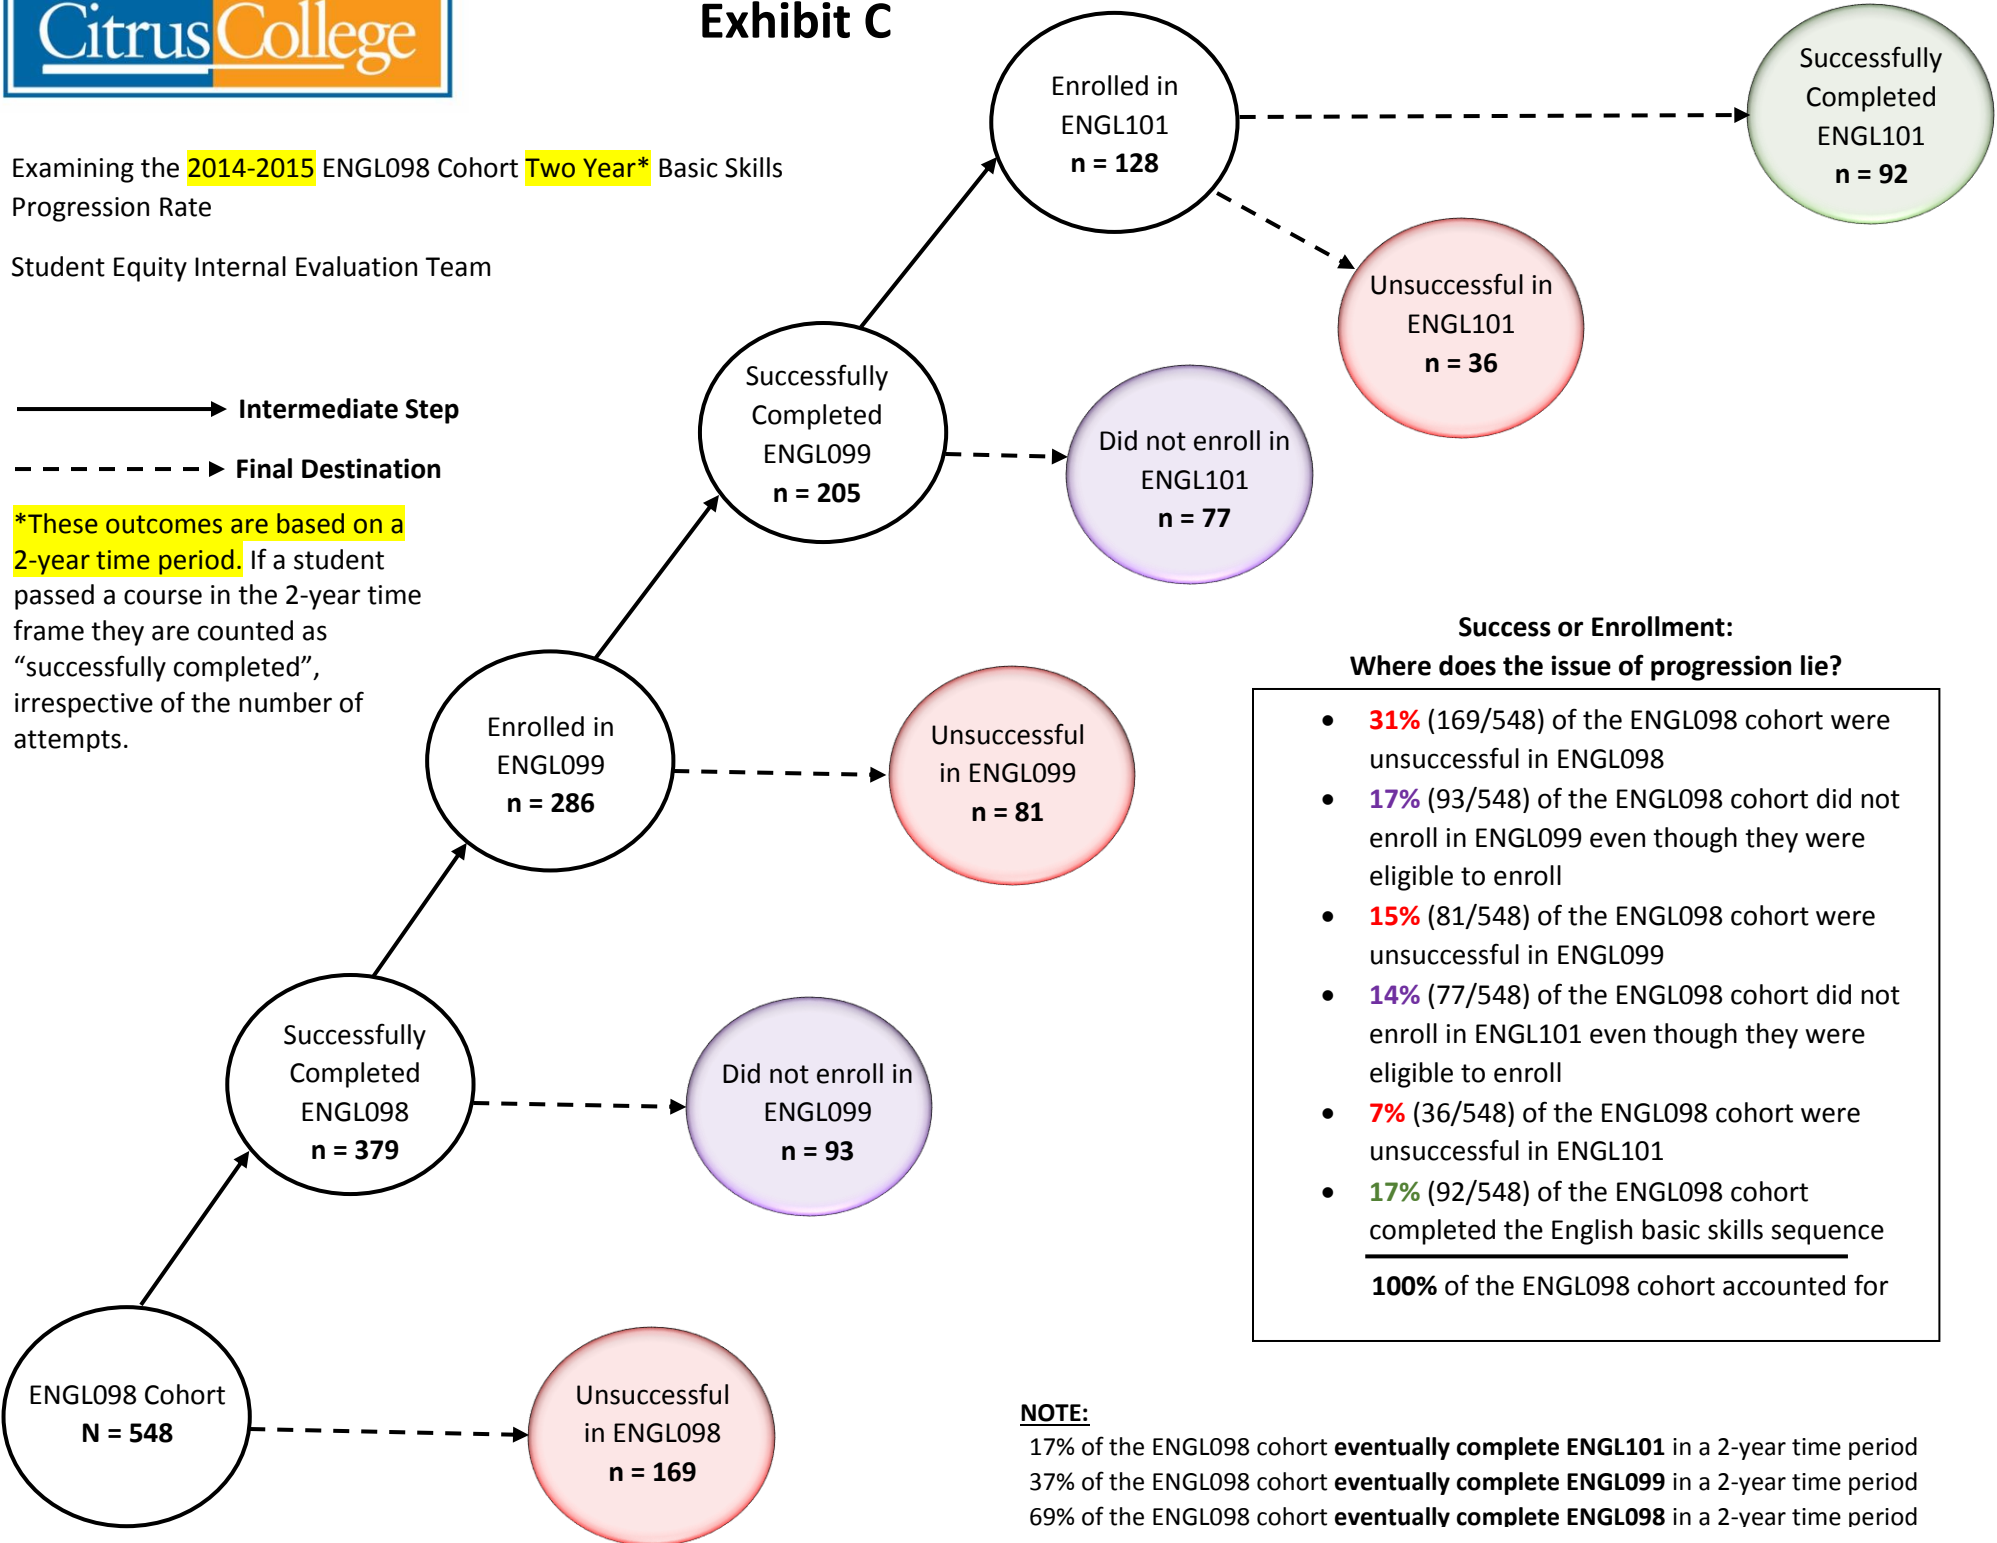 Citrus College
Exhibit C
Examining the 2014-2015 ENGL098 Cohort Two Year* Basic Skills
Progression Rate
Student Equity Internal Evaluation Team
Intermediate Step
Final Destination
*These outcomes are based on a
2-year time period. If a student
passed a course in the 2-year time
frame they are counted as
“successfully completed”,
irrespective of the number of
attempts.
Enrolled in
ENGL101
n = 128
Successfully
Completed
ENGL101
n = 92
Unsuccessful in
ENGL101
n = 36
Successfully
Completed
ENGL099
n = 205
Did not enroll in
ENGL101
n = 77
Enrolled in
ENGL099
n = 286
Unsuccessful
in ENGL099
n = 81
Successfully
Completed
ENGL098
n = 379
Did not enroll in
ENGL099
n = 93
ENGL098 Cohort
N = 548
Unsuccessful
in ENGL098
n = 169
Success or Enrollment:
Where does the issue of progression lie?
• 31% (169/548) of the ENGL098 cohort were
unsuccessful in ENGL098
• 17% (93/548) of the ENGL098 cohort did not
enroll in ENGL099 even though they were
eligible to enroll
• 15% (81/548) of the ENGL098 cohort were
unsuccessful in ENGL099
• 14% (77/548) of the ENGL098 cohort did not
enroll in ENGL101 even though they were
eligible to enroll
• 7% (36/548) of the ENGL098 cohort were
unsuccessful in ENGL101
• 17% (92/548) of the ENGL098 cohort
completed the English basic skills sequence
100% of the ENGL098 cohort accounted for
NOTE:
17% of the ENGL098 cohort eventually complete ENGL101 in a 2-year time period
37% of the ENGL098 cohort eventually complete ENGL099 in a 2-year time period
69% of the ENGL098 cohort eventually complete ENGL098 in a 2-year time period